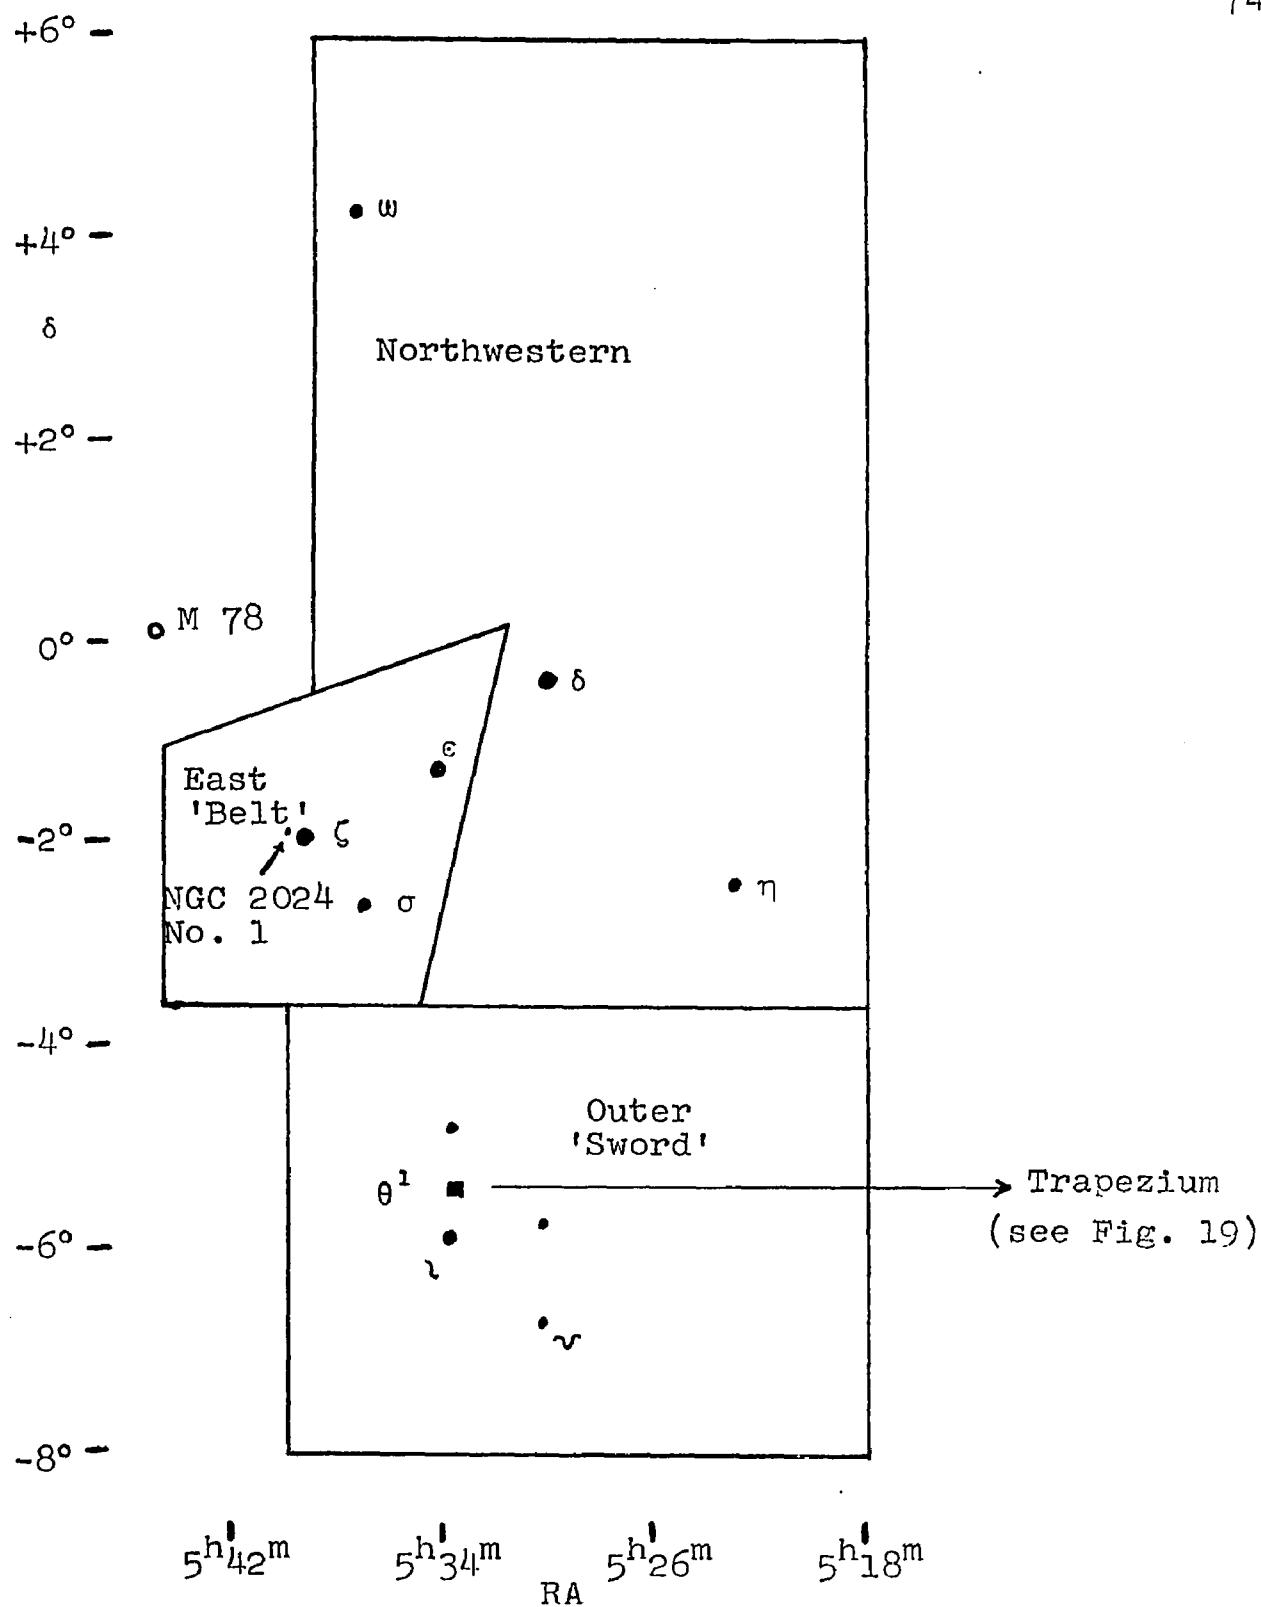 74
+6°
ω
+4°
δ
Northwestern
+2°
M 78
0°
δ
ϵ
East
'Belt'
-2°
ζ
NGC 2024
No. 1
σ
η
-4°
Outer
'Sword'
θ¹
Trapezium
(see Fig. 19)
-6°
ι
υ
-8°
5ʰ42ᵐ
5ʰ34ᵐ
5ʰ26ᵐ
5ʰ18ᵐ
RA